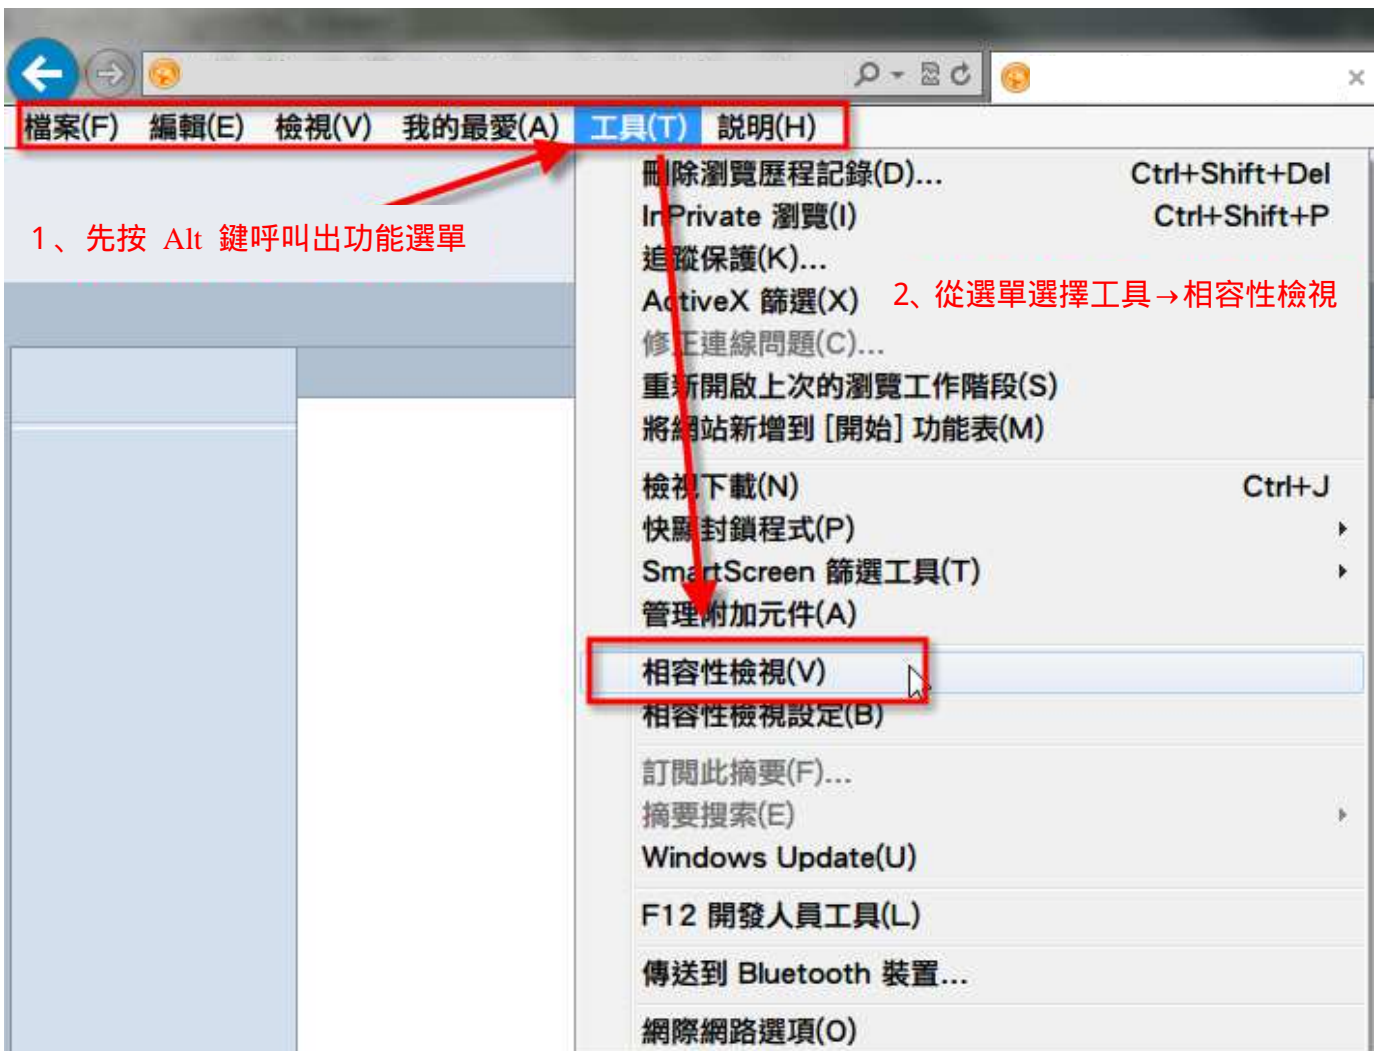 檔案(F) 編輯(E) 檢視(V) 我的最愛(A) 工具(T) 說明(H)
1、先按 Alt 鍵呼叫出功能選單
刪除瀏覽歷程記錄(D)... Ctrl+Shift+Del
InPrivate 瀏覽(I) Ctrl+Shift+P
追蹤保護(K)...
ActiveX 篩選(X)
2、從選單選擇工具→相容性檢視
修正連線問題(C)...
重新開啟上次的瀏覽工作階段(S)
將網站新增到 [開始] 功能表(M)
檢視下載(N) Ctrl+J
快顯封鎖程式(P)
SmartScreen 篩選工具(T)
管理附加元件(A)
相容性檢視(V)
相容性檢視設定(B)
訂閱此摘要(F)...
摘要搜索(E)
Windows Update(U)
F12 開發人員工具(L)
傳送到 Bluetooth 裝置...
網際網路選項(O)